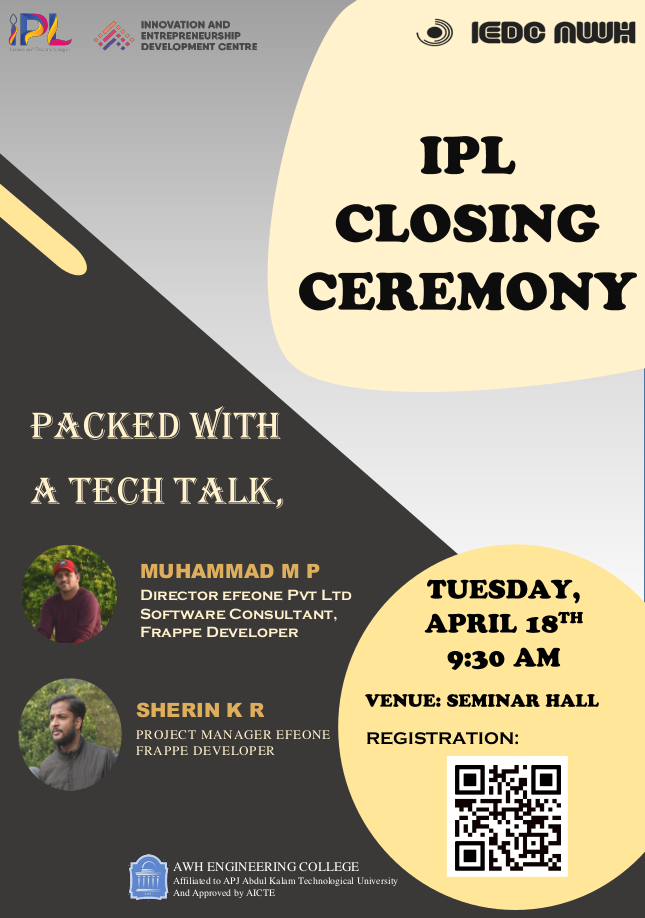 IPL
INNOVATION AND
ENTREPRENEURSHIP
DEVELOPMENT CENTRE
IEDC AWH
IPL
CLOSING
CEREMONY
PACKED WITH
A TECH TALK,
MUHAMMAD M P
DIRECTOR EFEONE PVT LTD
SOFTWARE CONSULTANT,
FRAPPE DEVELOPER
SHERIN K R
PROJECT MANAGER EFEONE
FRAPPE DEVELOPER
TUESDAY,
APRIL 18TH
9:30 AM
VENUE: SEMINAR HALL
REGISTRATION:
AWH ENGINEERING COLLEGE
Affiliated to APJ Abdul Kalam Technological University
And Approved by AICTE